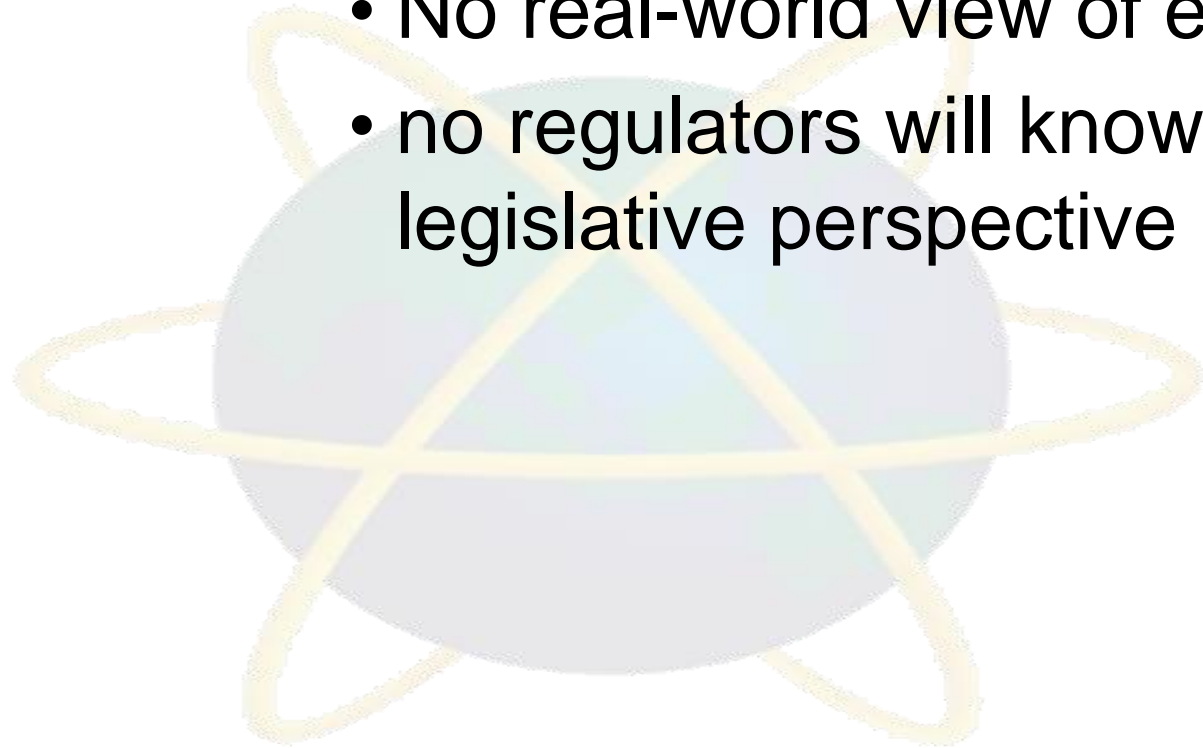 • No real-world view of
• no regulators will know
legislative perspective